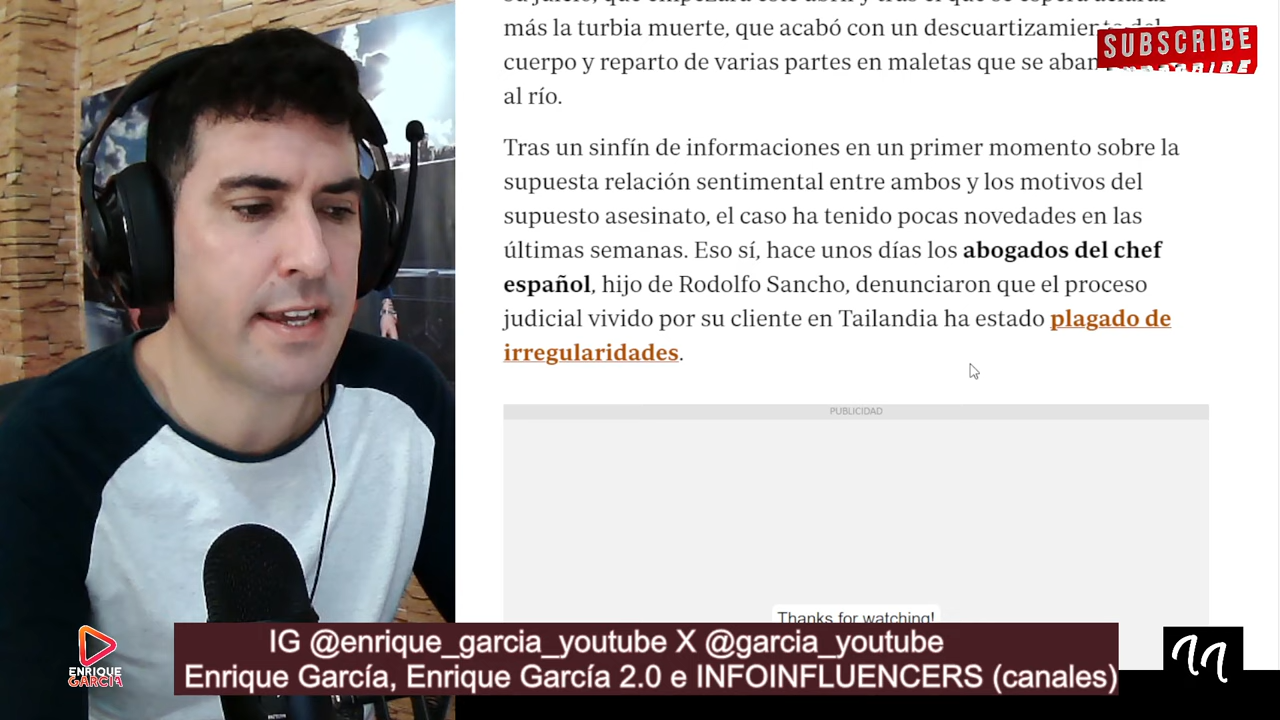 más la turbia muerte, que acabó con un descuartizamiento del
cuerpo y reparto de varias partes en maletas que se
al río.
Tras un sinfín de informaciones en un primer momento sobre la
supuesta relación sentimental entre ambos y los motivos del
supuesto asesinato, el caso ha tenido pocas novedades en las
últimas semanas. Eso sí, hace unos días los abogados del chef
español, hijo de Rodolfo Sancho, denunciaron que el proceso
judicial vivido por su cliente en Tailandia ha estado plagado de
irregularidades.
PUBLICIDAD
Thanks for watching!
SUBSCRIBE
IG @enrique_garcia_youtube X @garcia_youtube
Enrique García, Enrique García 2.0 e INFOINFLUENCERS (canales)
ENRIQUE
GARCÍA